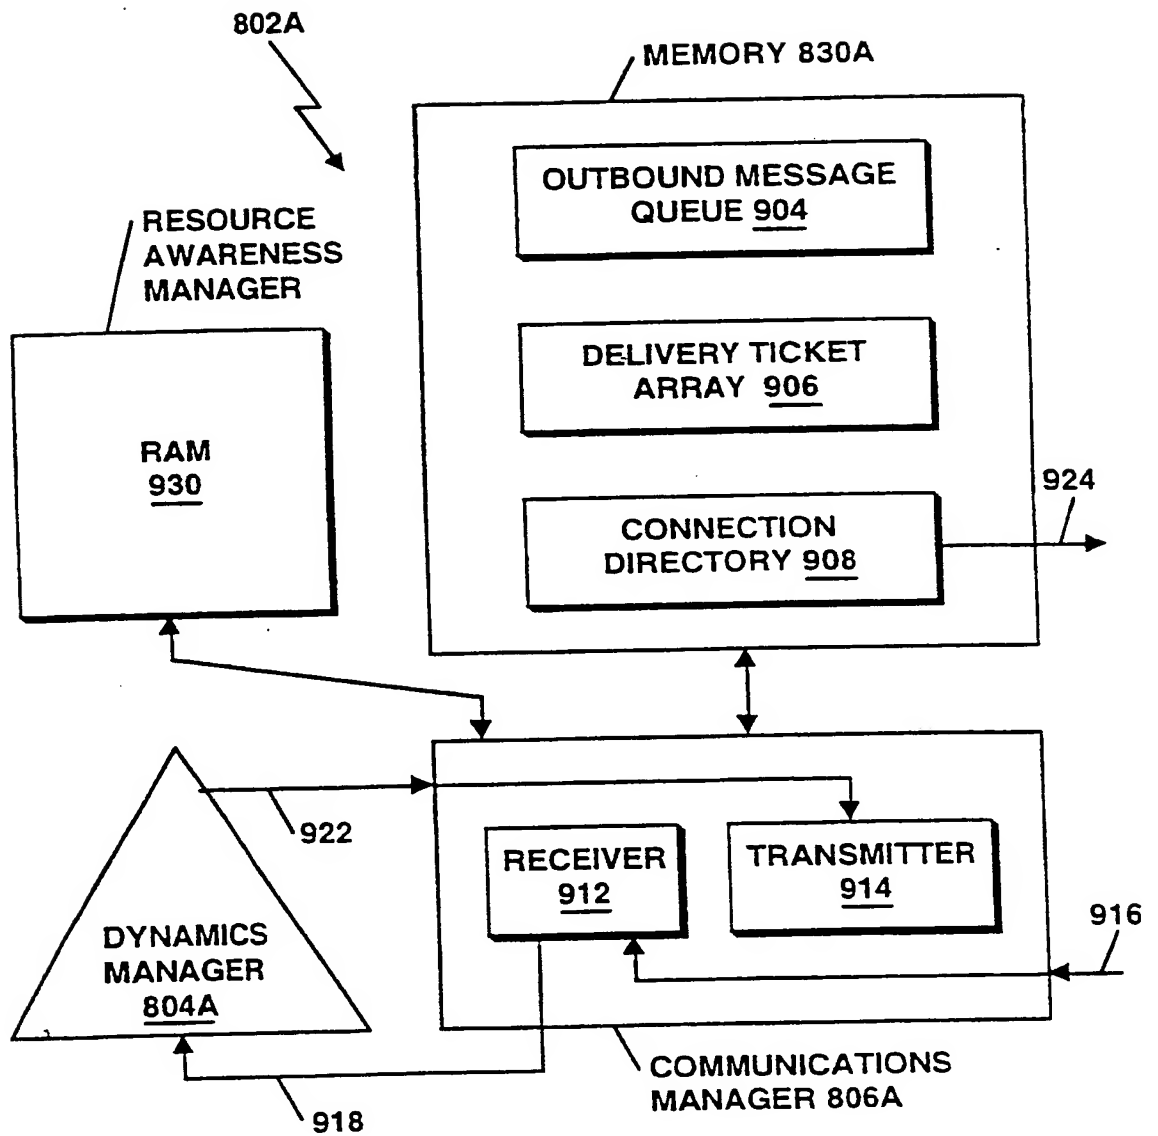 802A
MEMORY 830A
OUTBOUND MESSAGE
QUEUE 904
RESOURCE
AWARENESS
MANAGER
DELIVERY TICKET
ARRAY 906
RAM
930
924
CONNECTION
DIRECTORY 908
922
RECEIVER
912
TRANSMITTER
914
916
DYNAMICS
MANAGER
804A
918
COMMUNICATIONS
MANAGER 806A